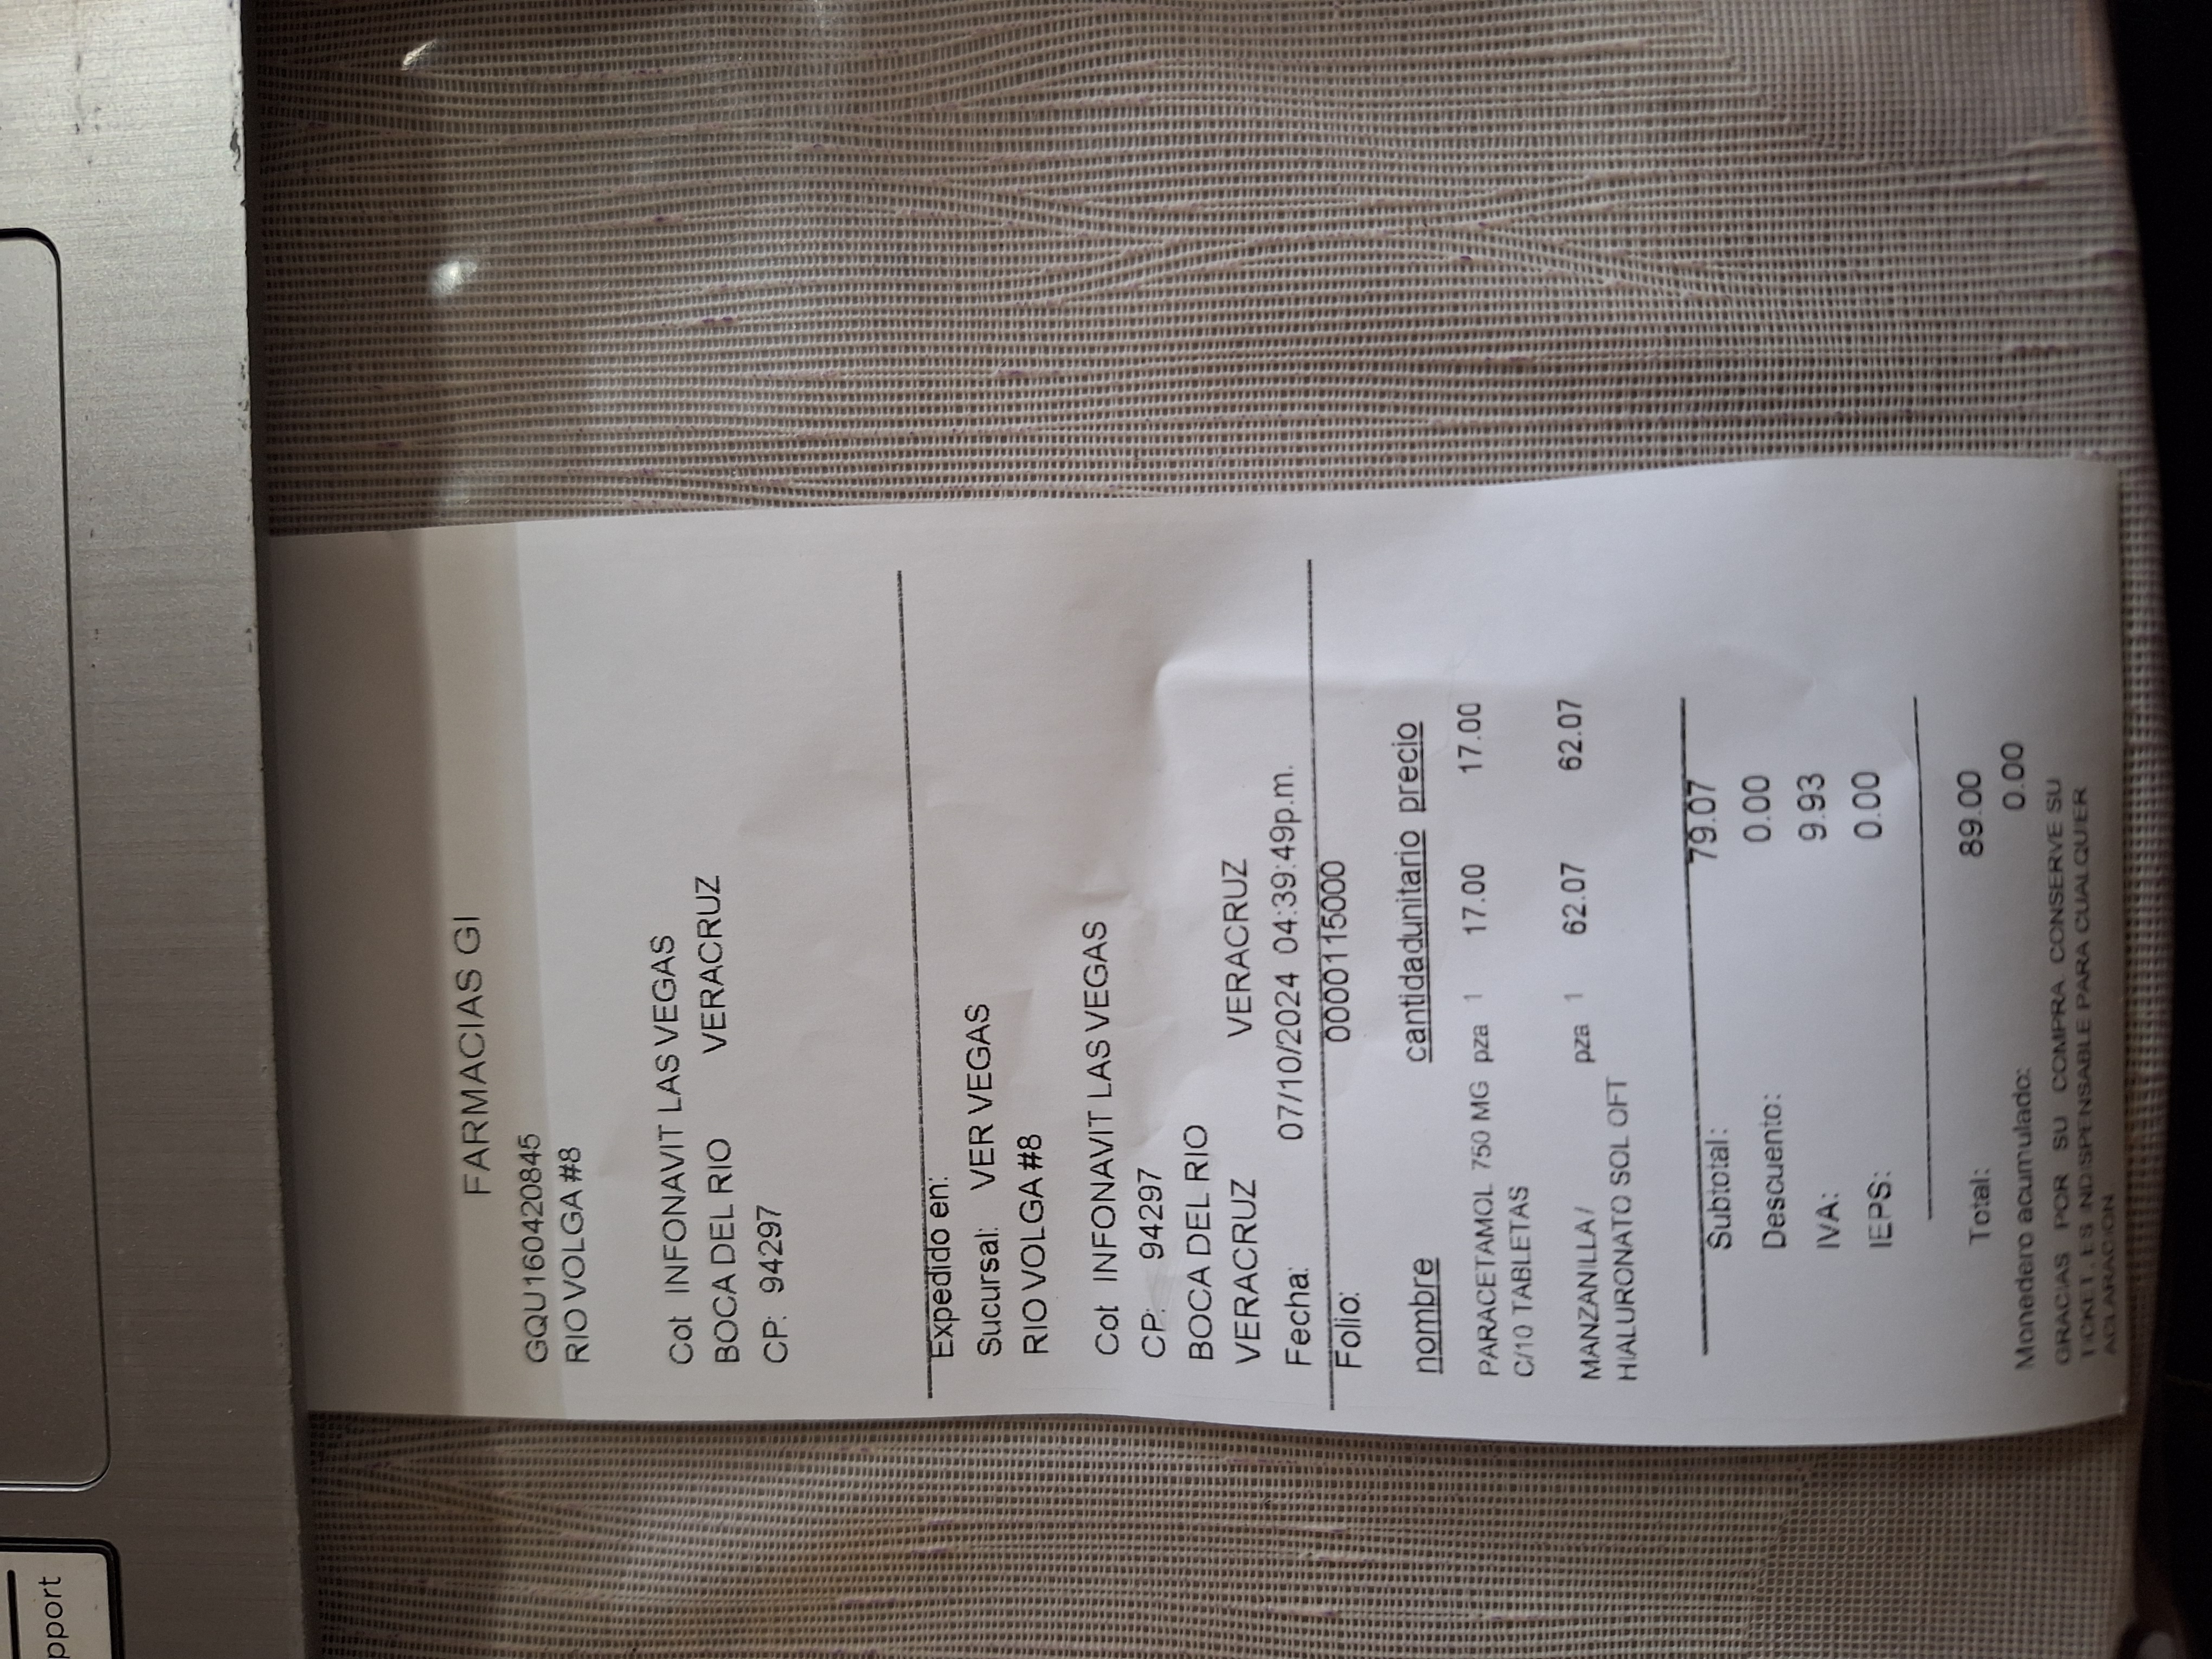 FARMACIAS GI
GQU1604208845
RIO VOLGA #8
Cot INFONAVIT LAS VEGAS
BOCA DEL RIO VERACRUZ
CP: 94297
Expedido en:
Sucursal: VER VEGAS
RIO VOLGA #8
Cot INFONAVIT LAS VEGAS
CP: 94297
BOCA DEL RIO
VERACRUZ VERACRUZ
Fecha: 07/10/2024 04:39:49p.m.
Folio: 0000115000
nombre cantidadunitario precio
PARACETAMOL 750 MG pza 1 17.00 17.00
C/10 TABLETAS
MANZANILLA/ pza 1 62.07 62.07
HIALURONATO SOL OFT
Subtotal: 79.07
Descuento: 0.00
IVA: 9.93
IEPS: 0.00
Total: 89.00
Monedero acumulado: 0.00
GRACIAS POR SU COMPRA. CONSERVE SU
TICKET, ES INDISPENSABLE PARA CUALQUIER
ACLARACION
pport